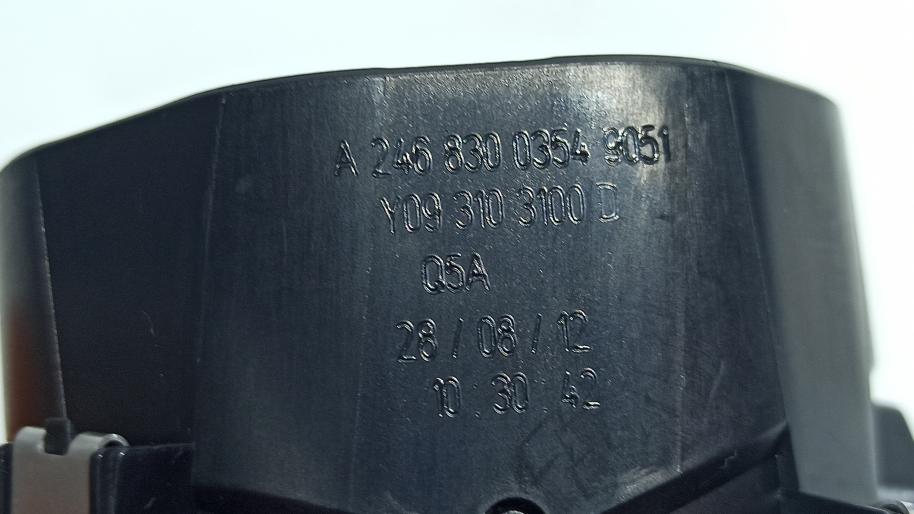 A 246 830 0354 9051
Y09 310 3100 D
Q5A
28 / 08 / 12
10 : 30 : 42